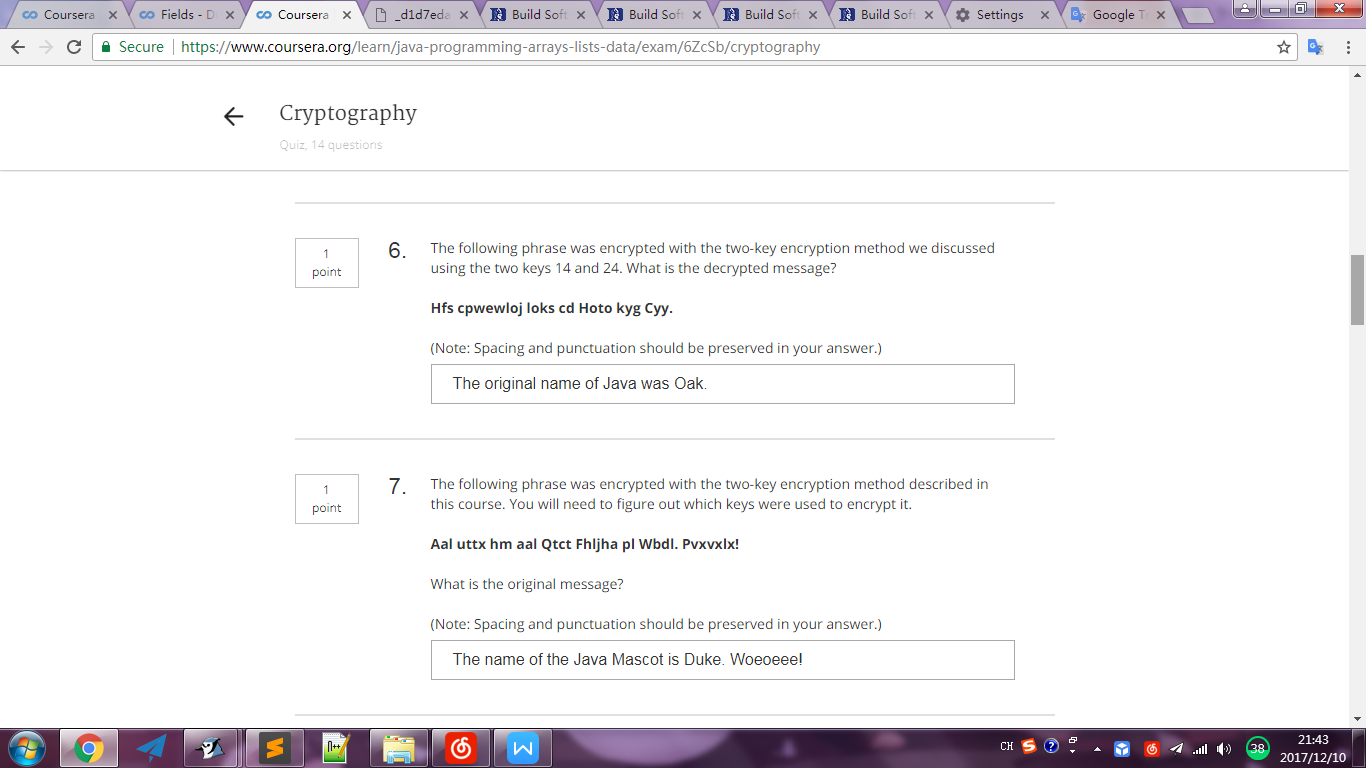 Coursera
Fields - D
Coursera
_d1d7eda
Build Soft
Build Soft
Build Soft
Build Soft
Settings
Google T
Secure
https://www.coursera.org/learn/java-programming-arrays-lists-data/exam/6ZcSb/cryptography
Cryptography
Quiz, 14 questions
1
point
6.
The following phrase was encrypted with the two-key encryption method we discussed
using the two keys 14 and 24. What is the decrypted message?
Hfs cpwewloj loks cd Hoto kyg Cyy.
(Note: Spacing and punctuation should be preserved in your answer.)
The original name of Java was Oak.
1
point
7.
The following phrase was encrypted with the two-key encryption method described in
this course. You will need to figure out which keys were used to encrypt it.
Aal uttx hm aal Qtct Fhljha pl Wbdl. Pvxvxlx!
What is the original message?
(Note: Spacing and punctuation should be preserved in your answer.)
The name of the Java Mascot is Duke. Woeoeee!
n++
W
CH
S
38
21:43
2017/12/10